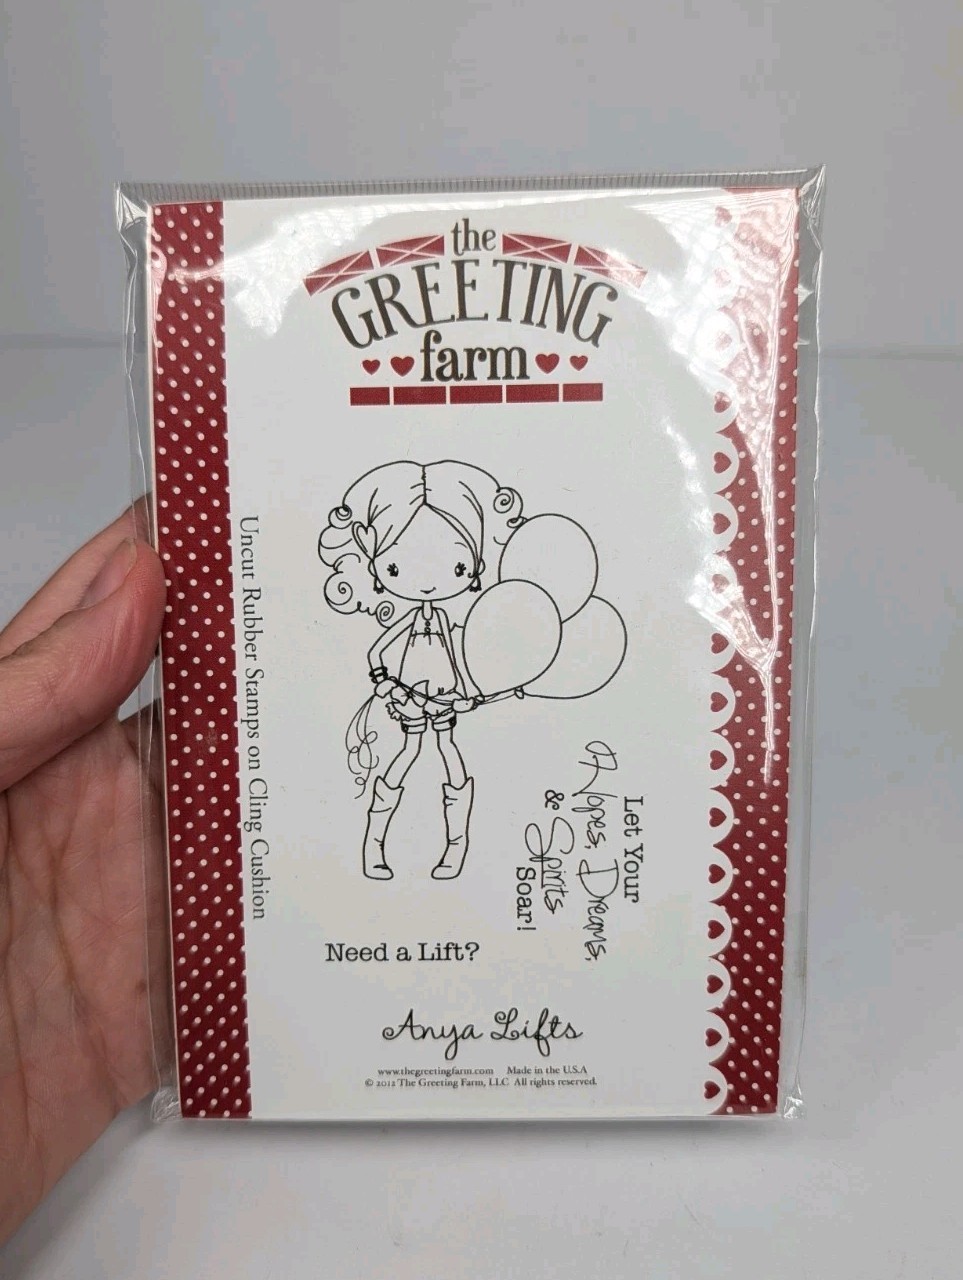 the
GREETING
farm
Uncut Rubber Stamps on Cling Cushion
Let Your
Hopes, Dreams,
& Spirits
Soar!
Need a Lift?
Anya Lifts
www.thegreetingfarm.com Made in the U.S.A
© 2012 The Greeting Farm, LLC All rights reserved.